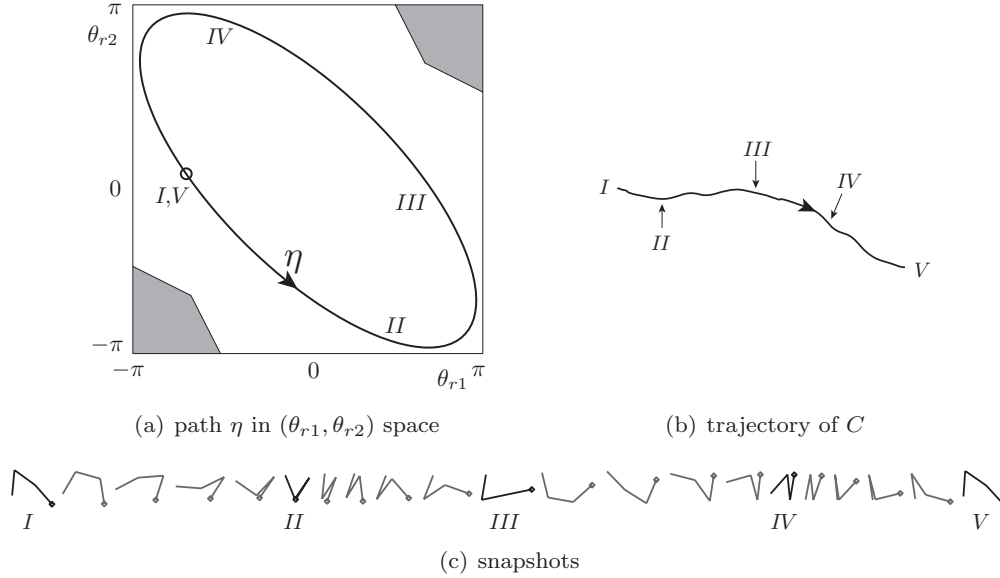 π
θr2
IV
0
I,V
III
η
II
−π
−π
0
θr1
π
(a) path η in (θr1, θr2) space
I
II
III
IV
V
(b) trajectory of C
I
II
III
IV
V
(c) snapshots